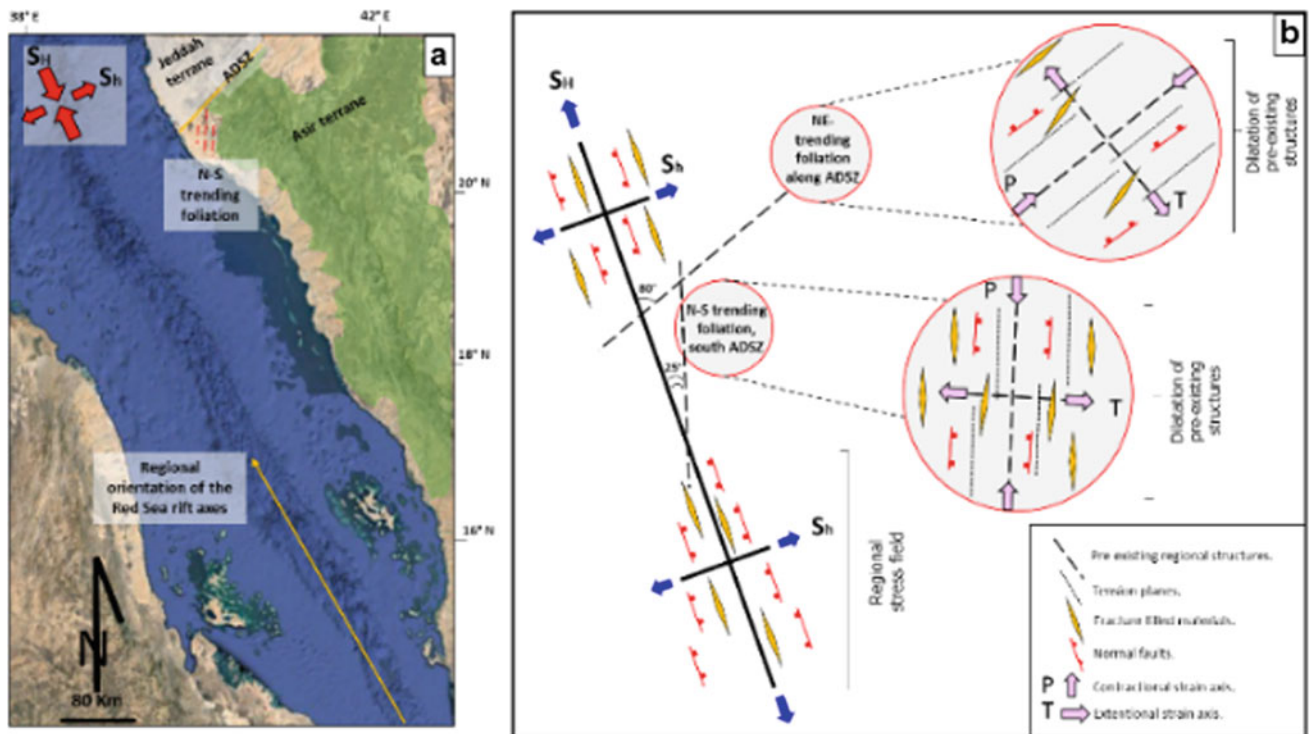 38° E
42° E
a
SH
Sh
Jeddah
terrane
ADSZ
Asir terrane
N-S
trending
foliation
20° N
18° N
16° N
Regional
orientation of the
Red Sea rift axes
N
80 Km
b
SH
Sh
NE-
trending
foliation
along ADSZ
P
T
Dilatation of
pre-existing
structures
80°
N-S trending
foliation,
south ADSZ
25°
P
T
Dilatation of
pre-existing
structures
Sh
Regional
stress field
Pre existing regional structures.
Tension planes.
Fracture filled materials.
Normal faults.
P Contractional strain axis.
T Extentional strain axis.